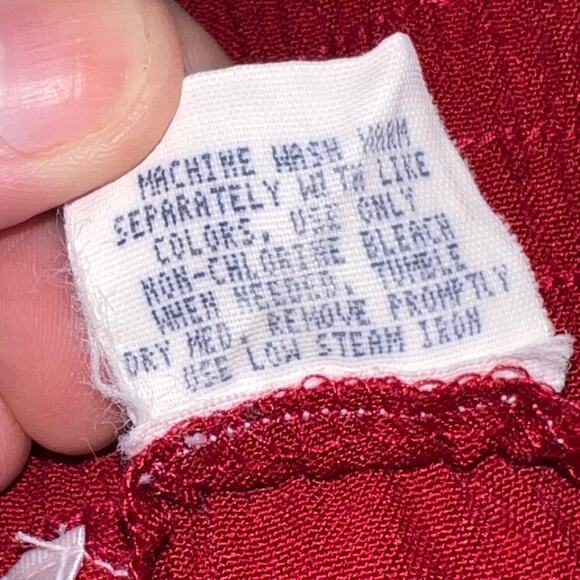 MACHINE WASH WARM
SEPARATELY WITH LIKE
COLORS. USE ONLY
NON-CHLORINE BLEACH
WHEN NEEDED. TUMBLE
DRY MED. REMOVE PROMPTLY
USE LOW STEAM IRON